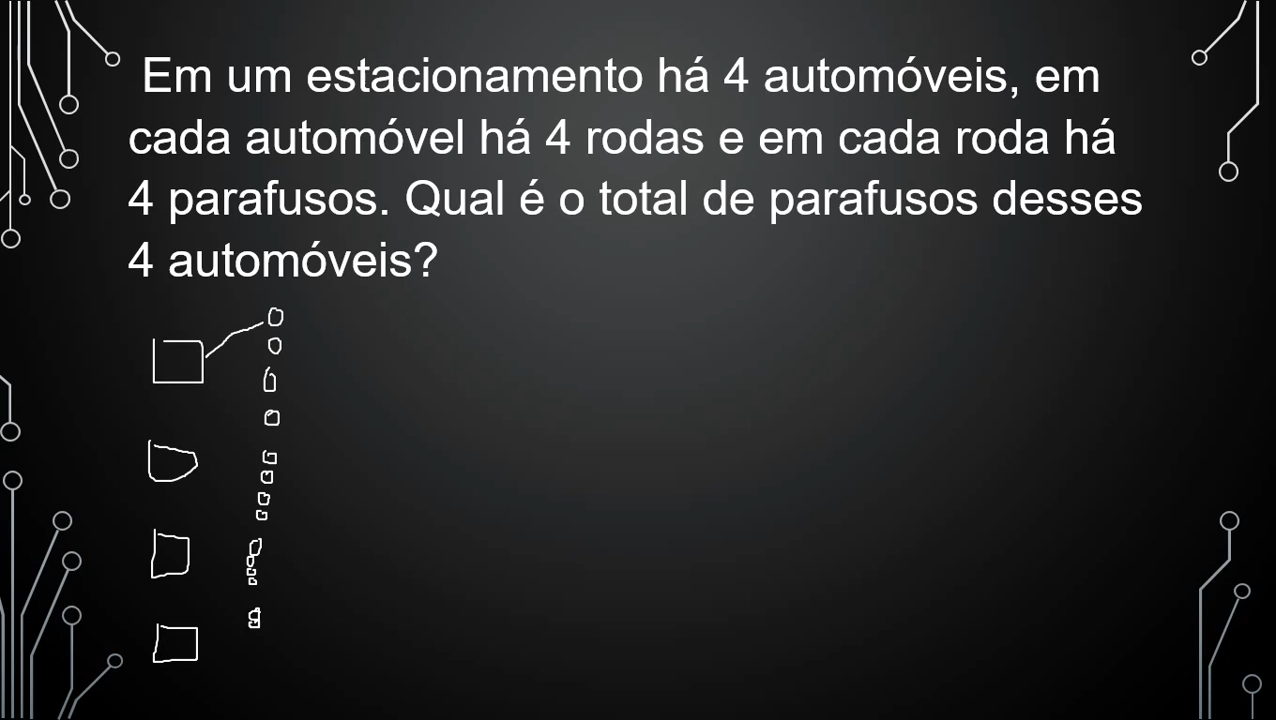 Em um estacionamento há 4 automóveis, em
cada automóvel há 4 rodas e em cada roda há
4 parafusos. Qual é o total de parafusos desses
4 automóveis?